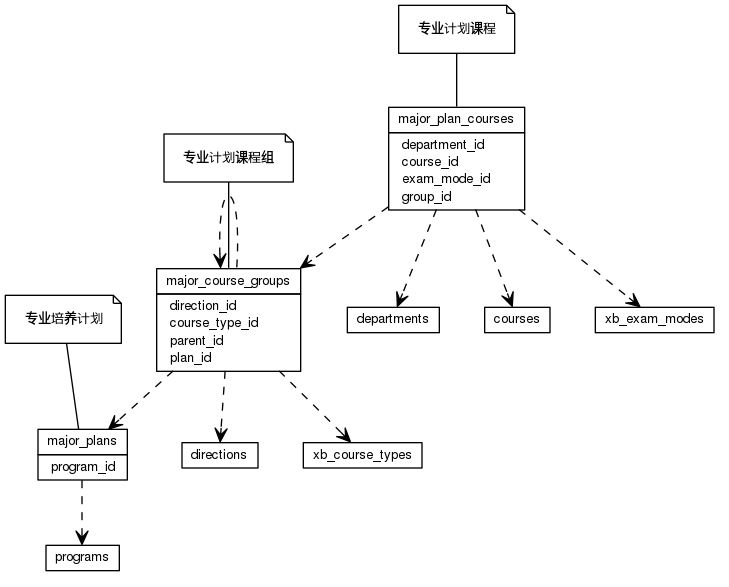 专业计划课程
major_plan_courses
department_id
course_id
exam_mode_id
group_id
专业计划课程组
major_course_groups
direction_id
course_type_id
parent_id
plan_id
departments
courses
xb_exam_modes
专业培养计划
major_plans
program_id
directions
xb_course_types
programs